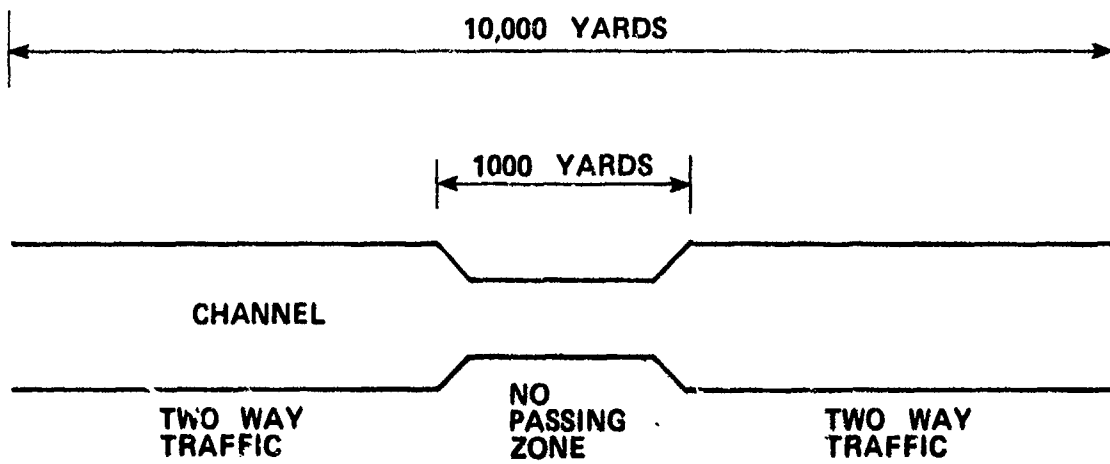 10,000 YARDS
1000 YARDS
CHANNEL
TWO WAY
TRAFFIC
NO
PASSING
ZONE
TWO WAY
TRAFFIC